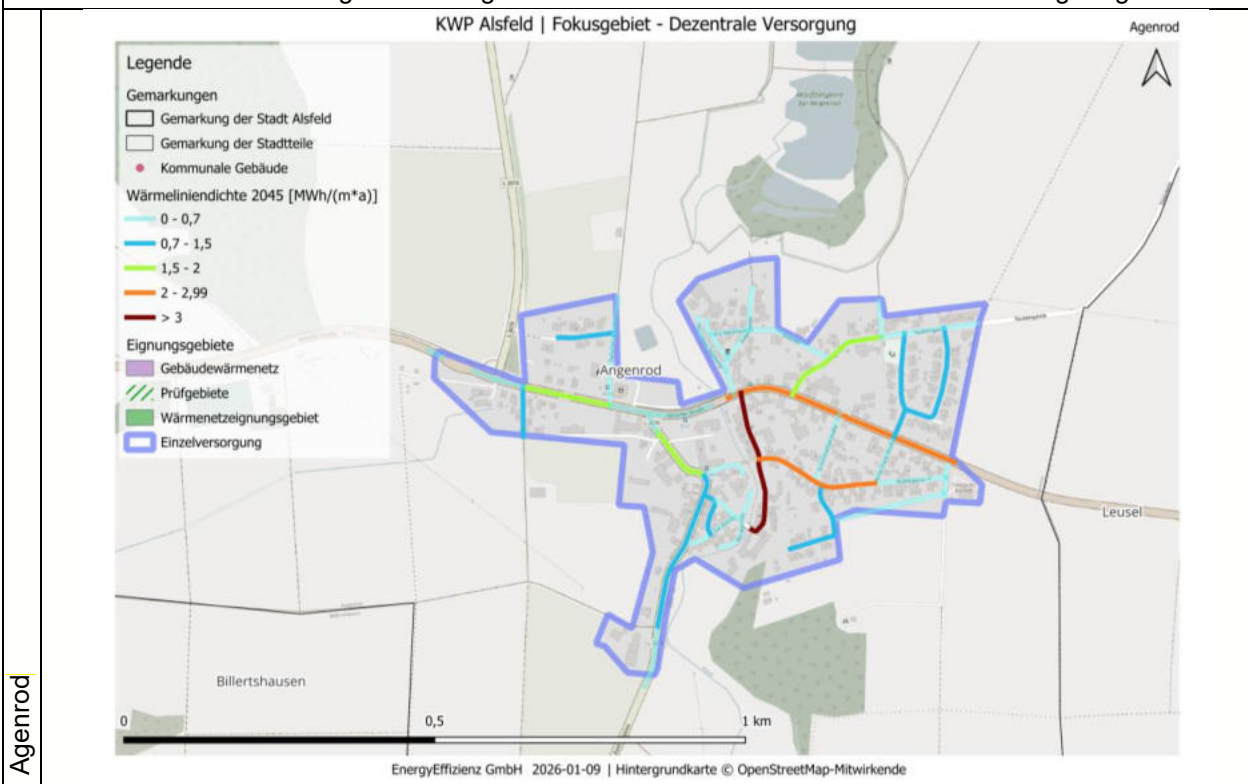 KWP Alsfeld | Fokusgebiet - Dezentrale Versorgung
Agenrod
Legende
Gemarkungen
Gemarkung der Stadt Alsfeld
Gemarkung der Stadtteile
Kommunale Gebäude
Wärmeliniendichte 2045 [MWh/(m*a)]
0 - 0,7
0,7 - 1,5
1,5 - 2
2 - 2,99
> 3
Eignungsgebiete
Gebäudewärmenetz
Prüfgebiete
Wärmenetzeignungsgebiet
Einzelversorgung
Angenrod
Leusel
Billertshausen
0
0,5
1 km
EnergyEffizienz GmbH 2026-01-09 | Hintergrundkarte © OpenStreetMap-Mitwirkende
Agenrod